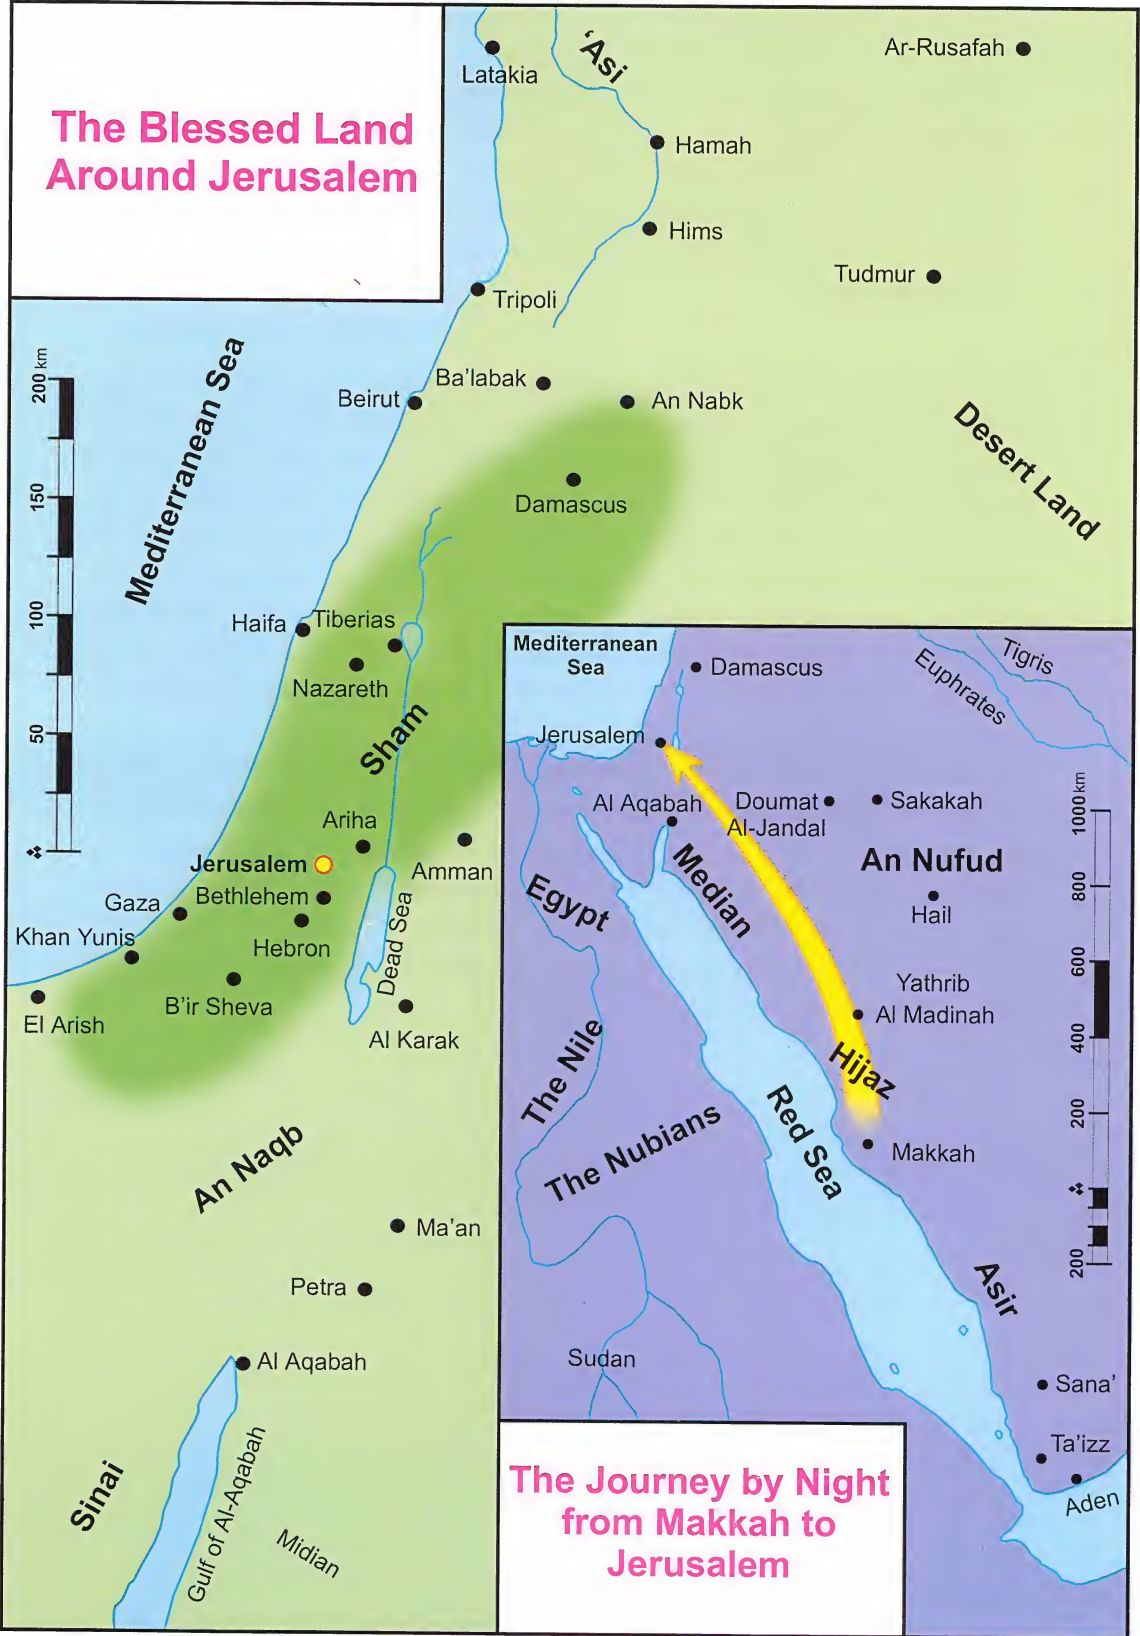 The Blessed Land
Around Jerusalem
Latakia
‘Asi
Ar-Rusafah
Hamah
Hims
Tudmur
Tripoli
Mediterranean Sea
200 km
150
100
50
Ba’labak
Beirut
An Nabk
Desert Land
Damascus
Haifa
Tiberias
Nazareth
Sham
Ariha
Jerusalem
Amman
Bethlehem
Gaza
Khan Yunis
Hebron
Dead Sea
B’ir Sheva
El Arish
Al Karak
An Naqb
Ma’an
Petra
Al Aqabah
Sinai
Gulf of Al-Aqabah
Midian
Mediterranean
Sea
Damascus
Tigris
Euphrates
Jerusalem
Al Aqabah
Doumat
Al-Jandal
Sakakah
1000 km
800
600
400
200
200
An Nufud
Hail
Median
Egypt
Yathrib
Al Madinah
The Nile
Hijaz
Red Sea
The Nubians
Makkah
Asir
Sudan
Sana’
Ta’izz
Aden
The Journey by Night
from Makkah to
Jerusalem